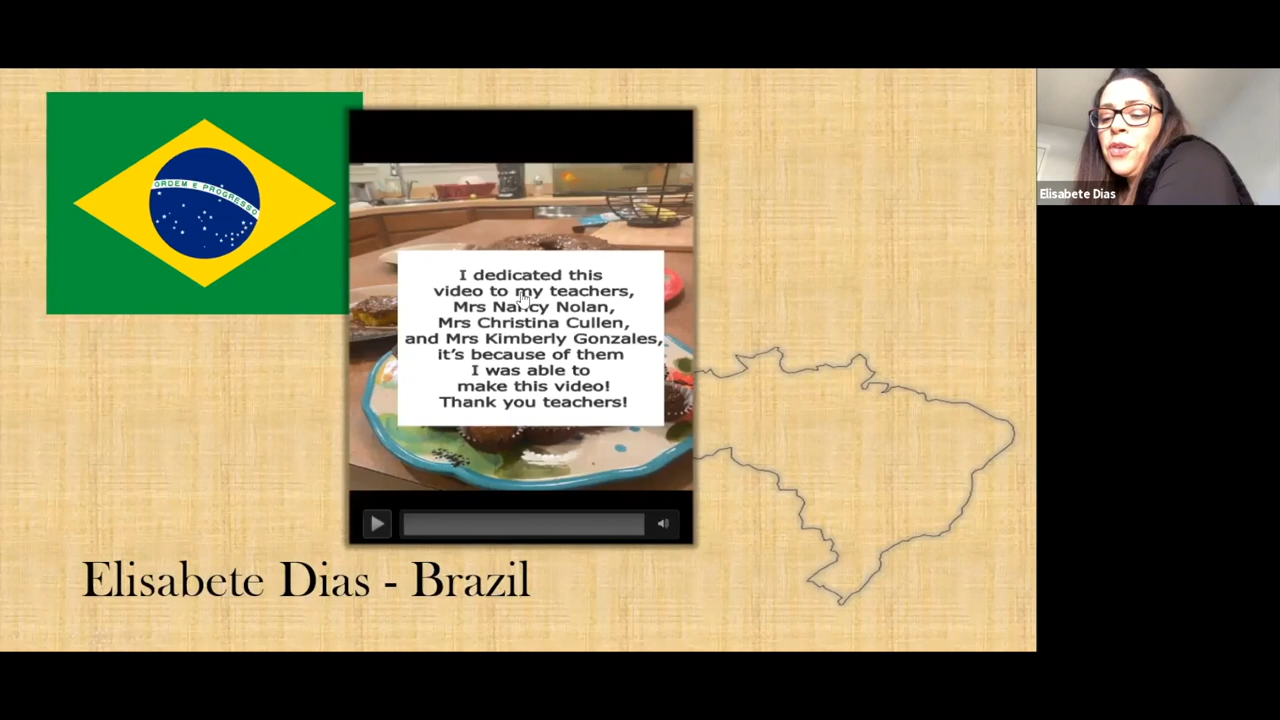 ORDEM E PROGRESSO
I dedicated this
video to my teachers,
Mrs Nancy Nolan,
Mrs Christina Cullen,
and Mrs Kimberly Gonzales,
it's because of them
I was able to
make this video!
Thank you teachers!
Elisabete Dias
Elisabete Dias - Brazil